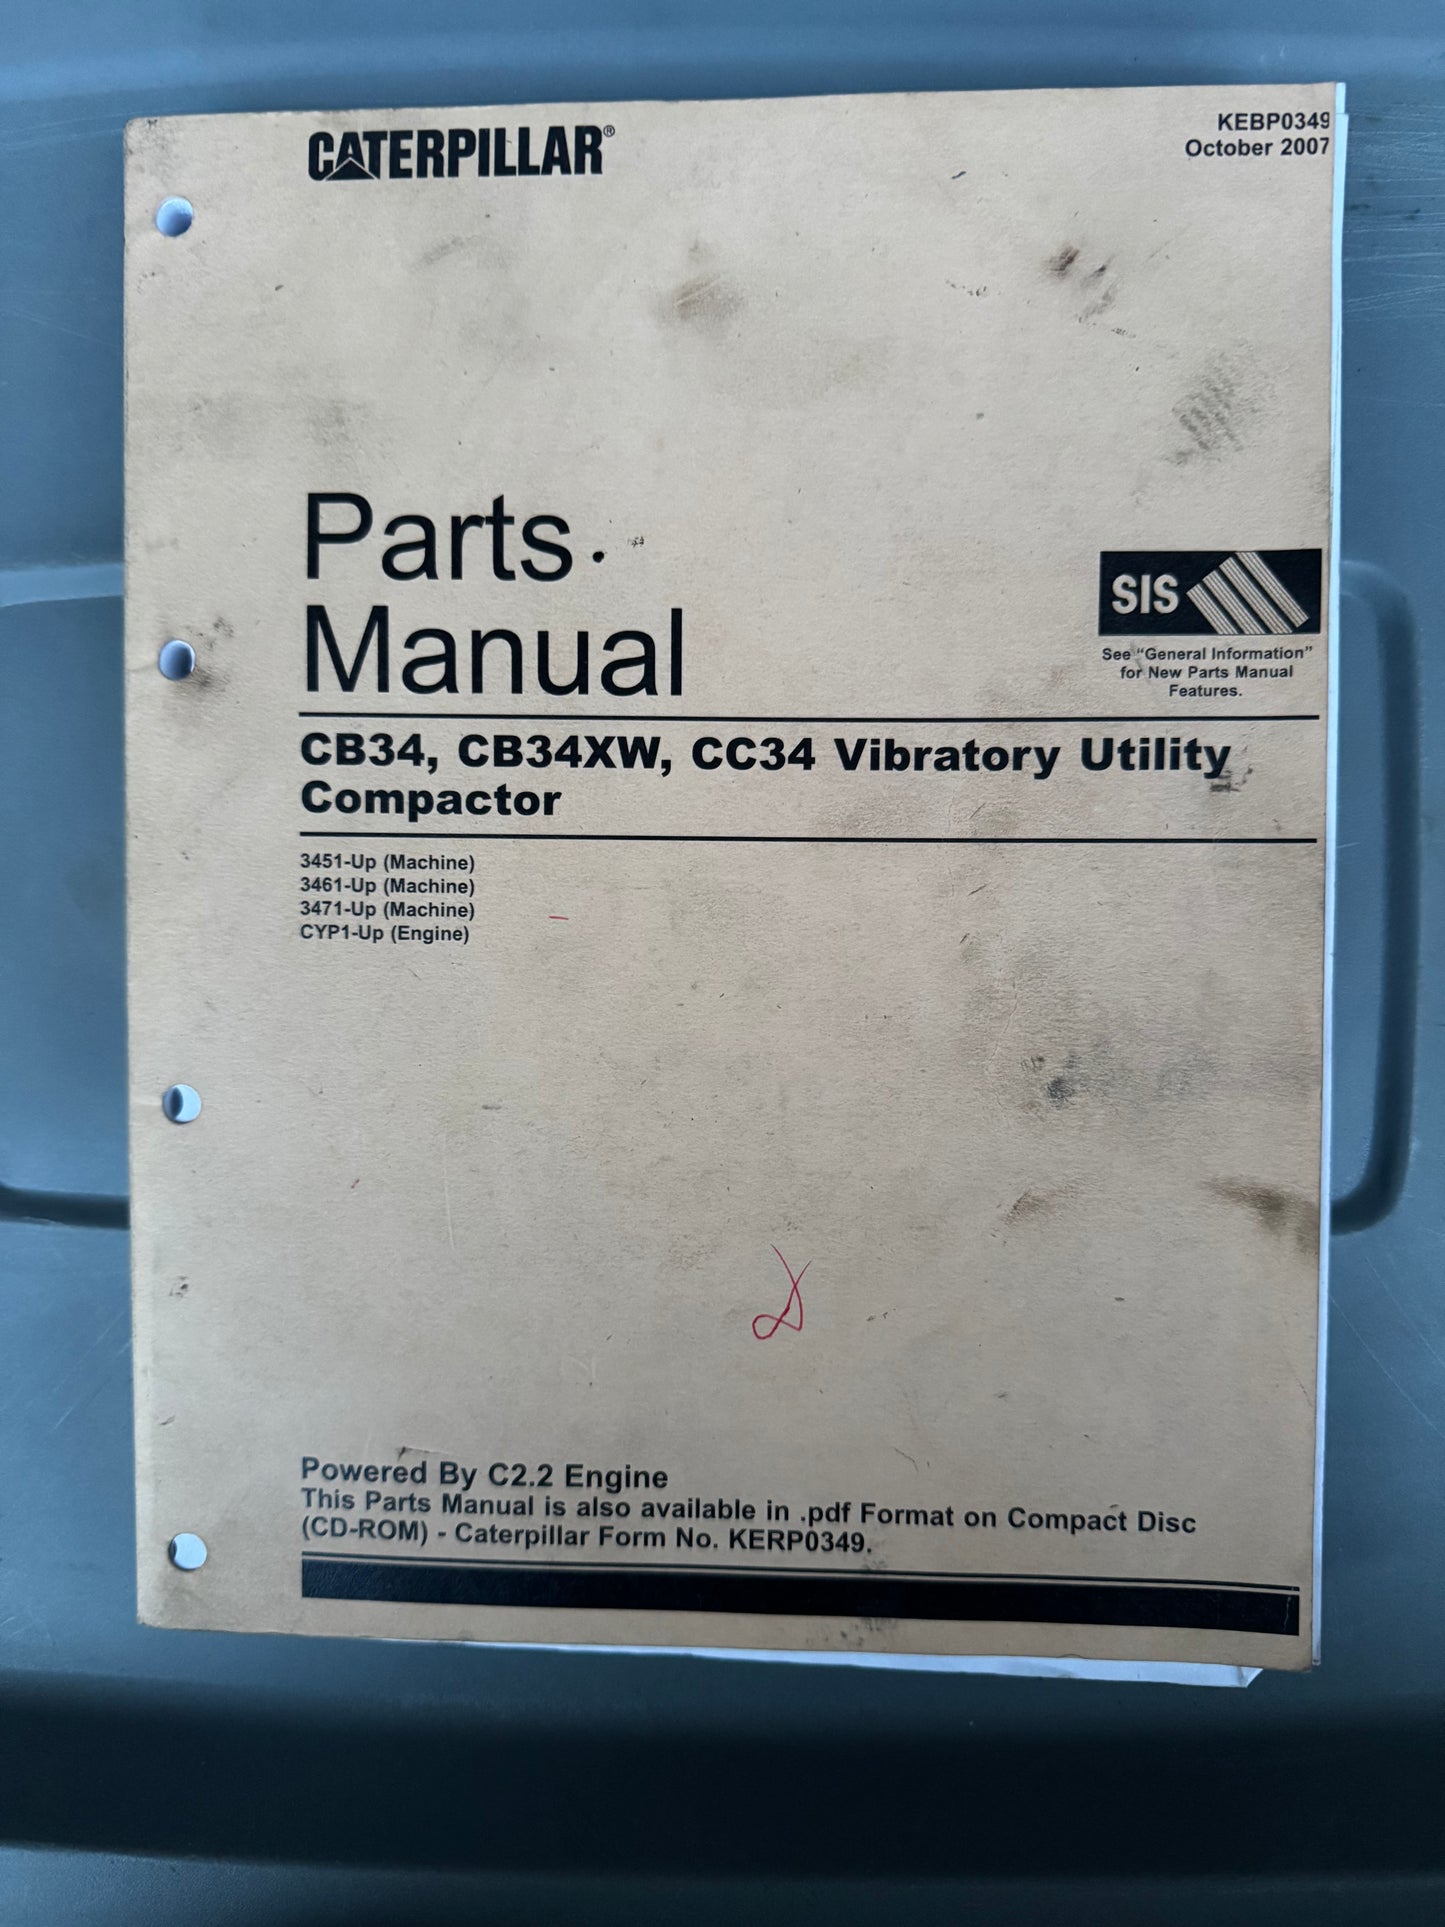 CATERPILLAR®
KEBP0349
October 2007
Parts
Manual
SIS
See “General Information”
for New Parts Manual
Features.
CB34, CB34XW, CC34 Vibratory Utility
Compactor
3451-Up (Machine)
3461-Up (Machine)
3471-Up (Machine)
CYP1-Up (Engine)
Powered By C2.2 Engine
This Parts Manual is also available in .pdf Format on Compact Disc
(CD-ROM) - Caterpillar Form No. KERP0349.